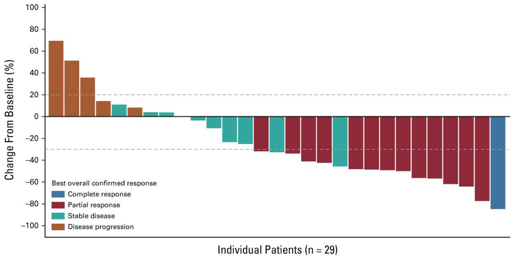 Change From Baseline (%)
100
80
60
40
20
0
−20
−40
−60
−80
−100
Best overall confirmed response
Complete response
Partial response
Stable disease
Disease progression
Individual Patients (n = 29)